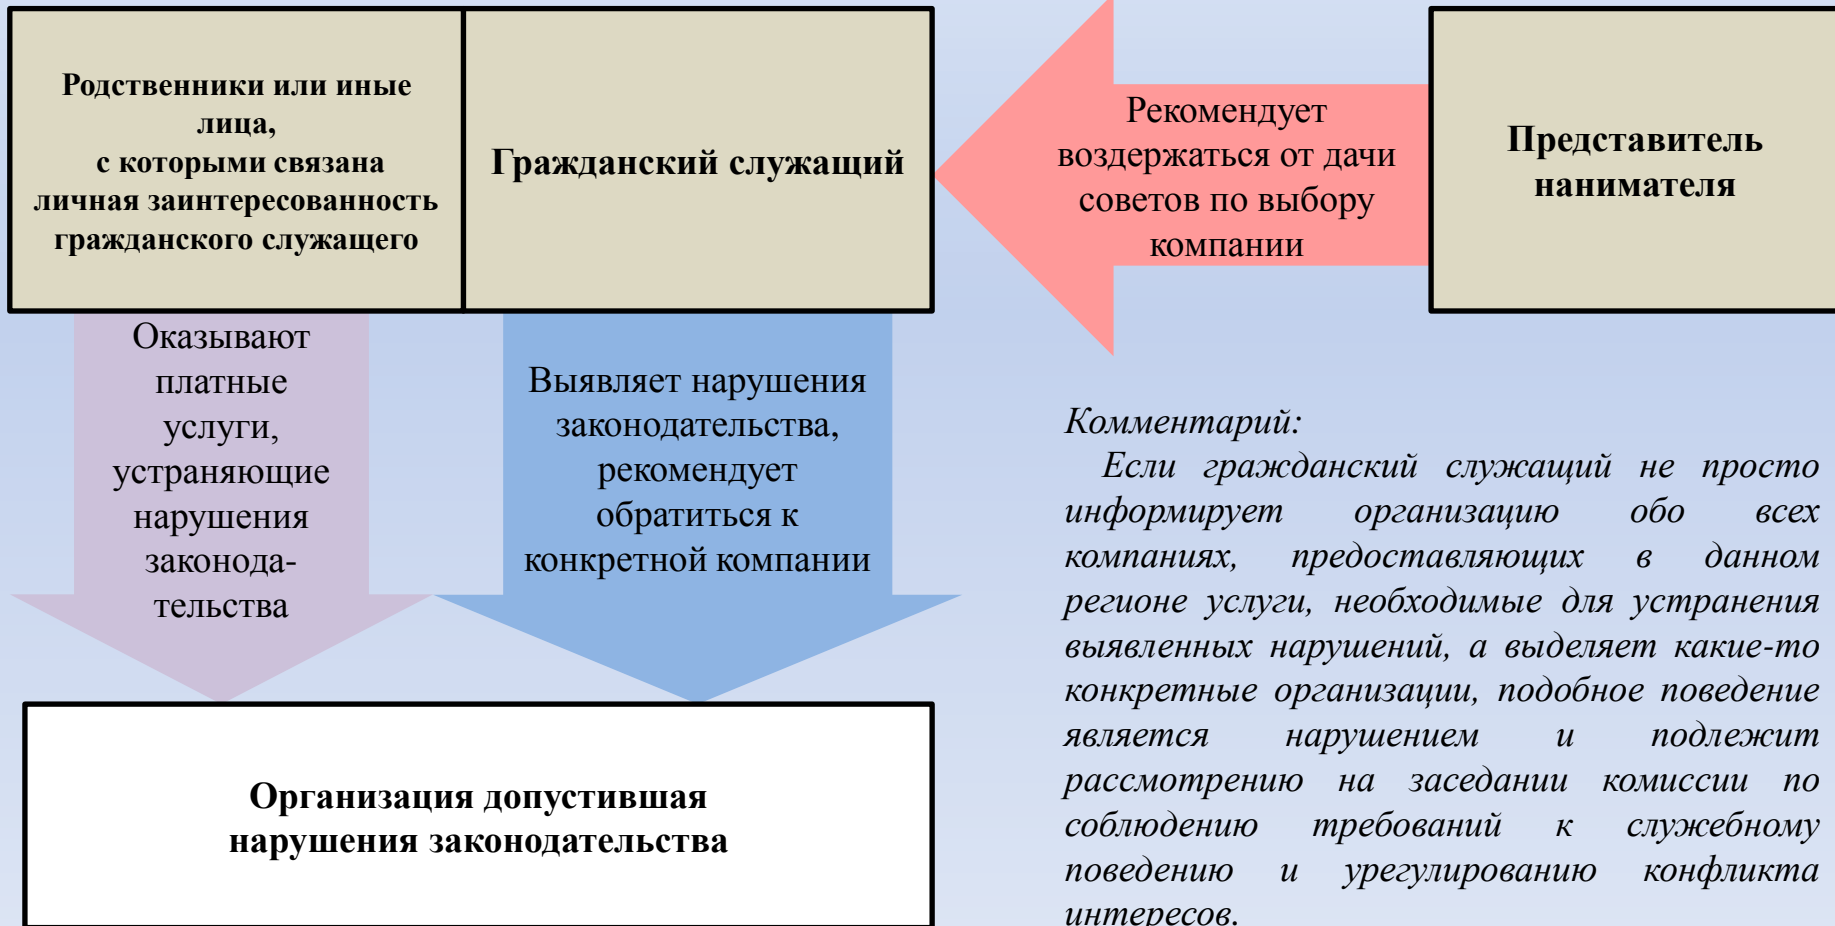 Родственники или иные
лица,
с которыми связана
личная заинтересованность
гражданского служащего
Гражданский служащий
Рекомендует
воздержаться от дачи
советов по выбору
компании
Представитель
нанимателя
Оказывают
платные
услуги,
устраняющие
нарушения
законода-
тельства
Выявляет нарушения
законодательства,
рекомендует
обратиться к
конкретной компании
Комментарий:
Если гражданский служащий не просто
информирует организацию обо всех
компаниях, предоставляющих в данном
регионе услуги, необходимые для устранения
выявленных нарушений, а выделяет какие-то
конкретные организации, подобное поведение
является нарушением и подлежит
рассмотрению на заседании комиссии по
соблюдению требований к служебному
поведению и урегулированию конфликта
интересов.
Организация допустившая
нарушения законодательства